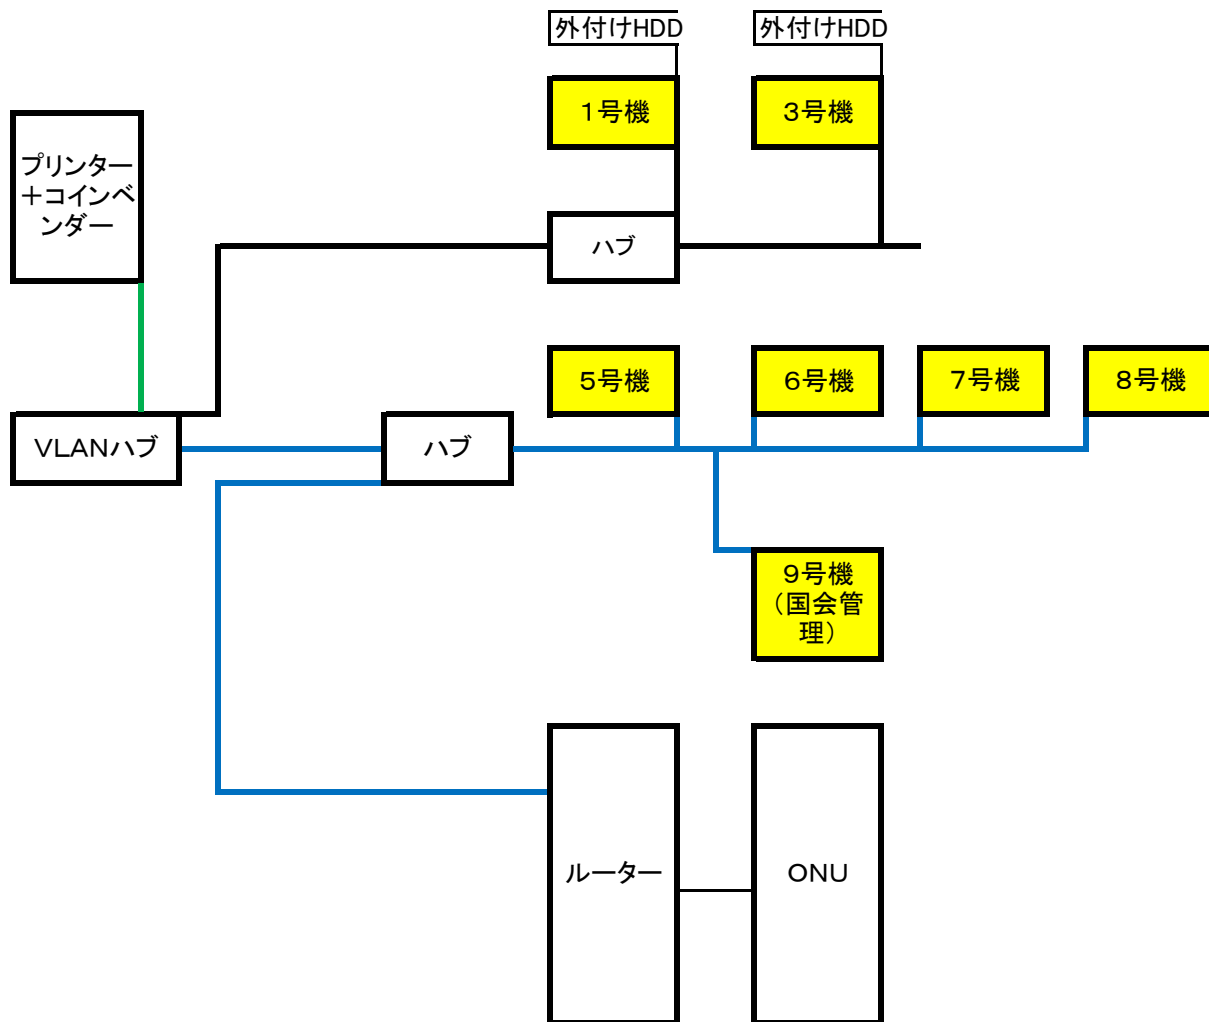 外付けHDD
外付けHDD
１号機
３号機
プリンター
＋コインベ
ンダー
ハブ
５号機
６号機
７号機
８号機
ＶＬＡＮハブ
ハブ
９号機
（国会管
理）
ルーター
ＯＮＵ